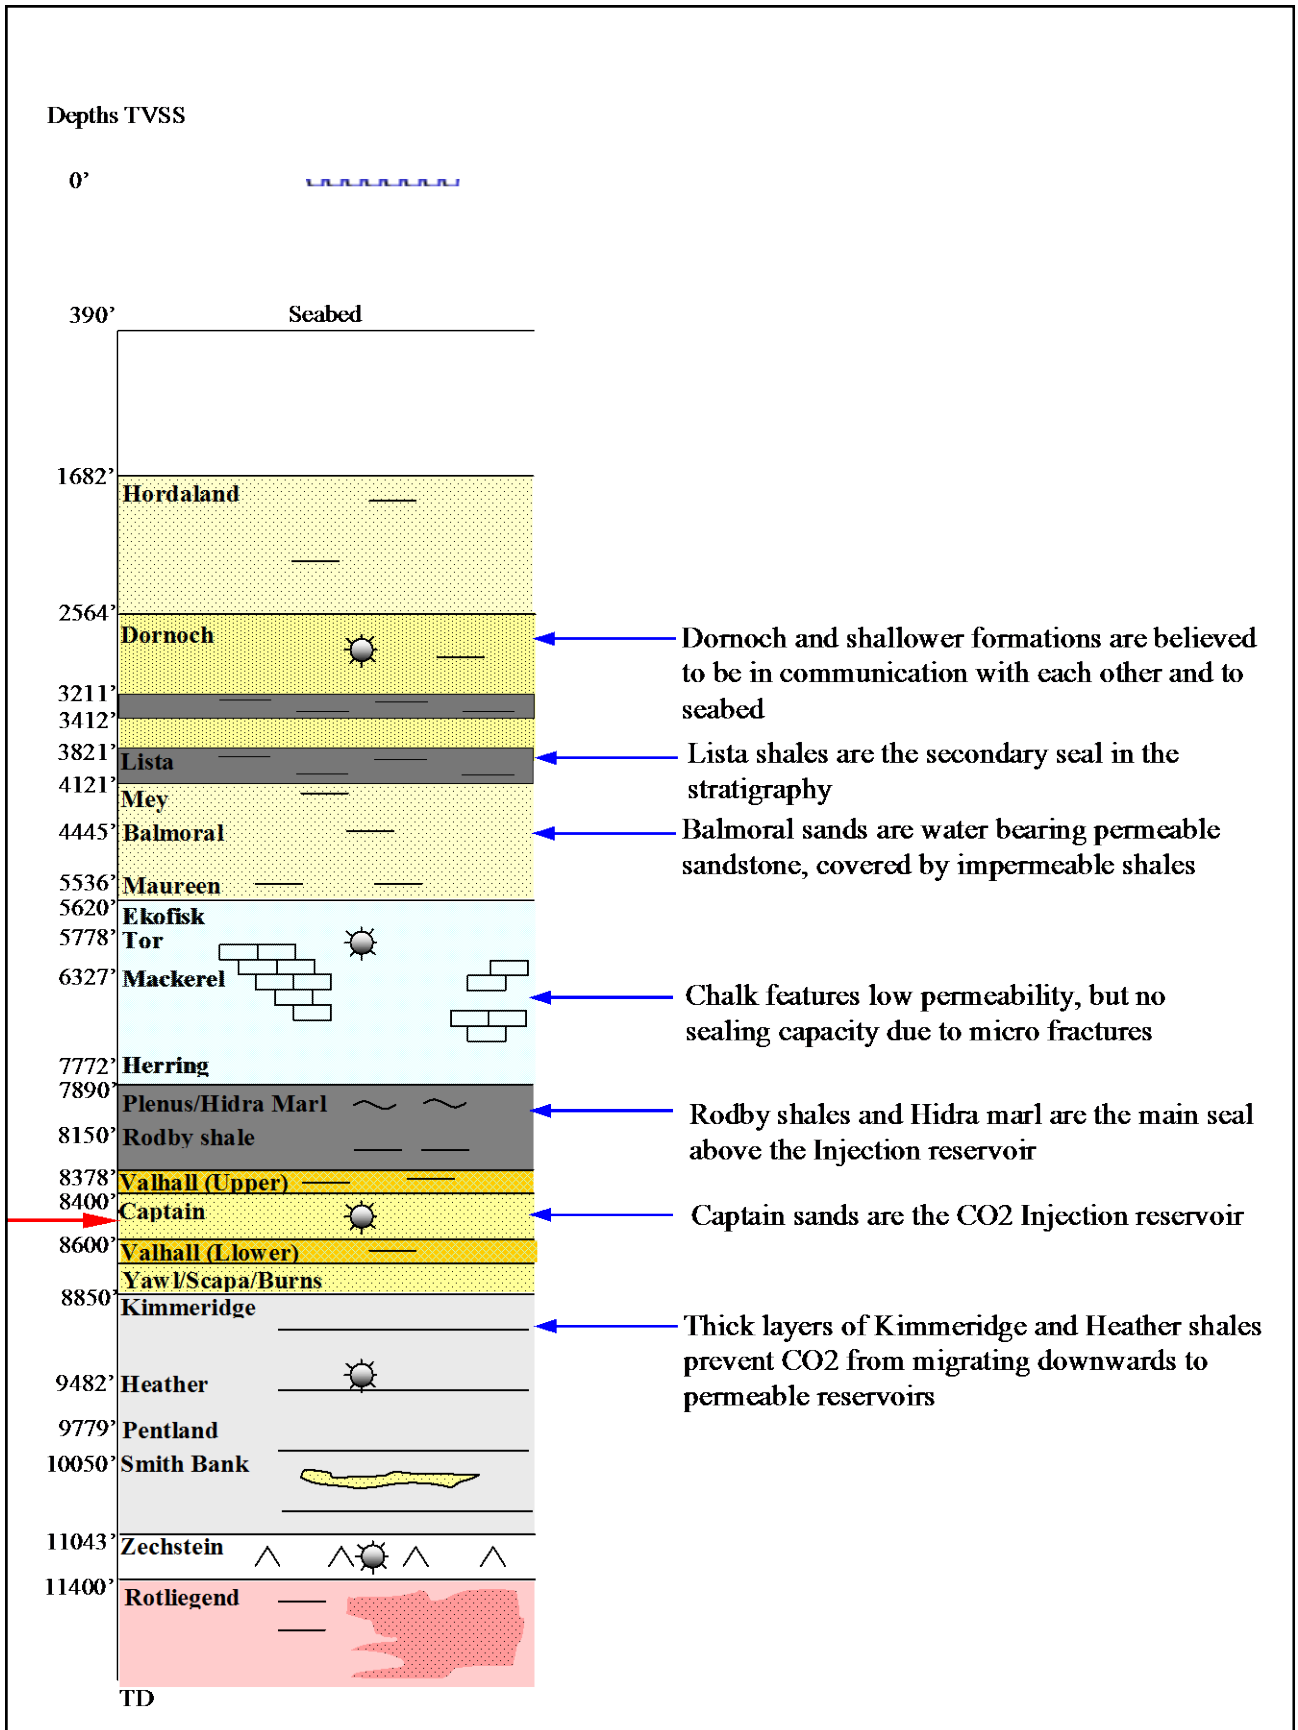 Depths TVSS
0’
390’ Seabed
1682’
Hordaland
2564’
Dornoch
Dornoch and shallower formations are believed
to be in communication with each other and to
seabed
3211’
3412’
3821’
Lista
Lista shales are the secondary seal in the
stratigraphy
4121’
Mey
4445’ Balmoral
Balmoral sands are water bearing permeable
sandstone, covered by impermeable shales
5536’ Maureen
5620’
Ekofisk
5778’ Tor
6327’ Mackerel
Chalk features low permeability, but no
sealing capacity due to micro fractures
7772’ Herring
7890’
Plenus/Hidra Marl
8150’ Rodby shale
Rodby shales and Hidra marl are the main seal
above the Injection reservoir
8378’
Valhall (Upper)
8400’
Captain
Captain sands are the CO2 Injection reservoir
8600’
Valhall (Llower)
Yawl/Scapa/Burns
8850’
Kimmeridge
Thick layers of Kimmeridge and Heather shales
prevent CO2 from migrating downwards to
permeable reservoirs
9482’ Heather
9779’ Pentland
10050’ Smith Bank
11043’ Zechstein
11400’
Rotliegend
TD